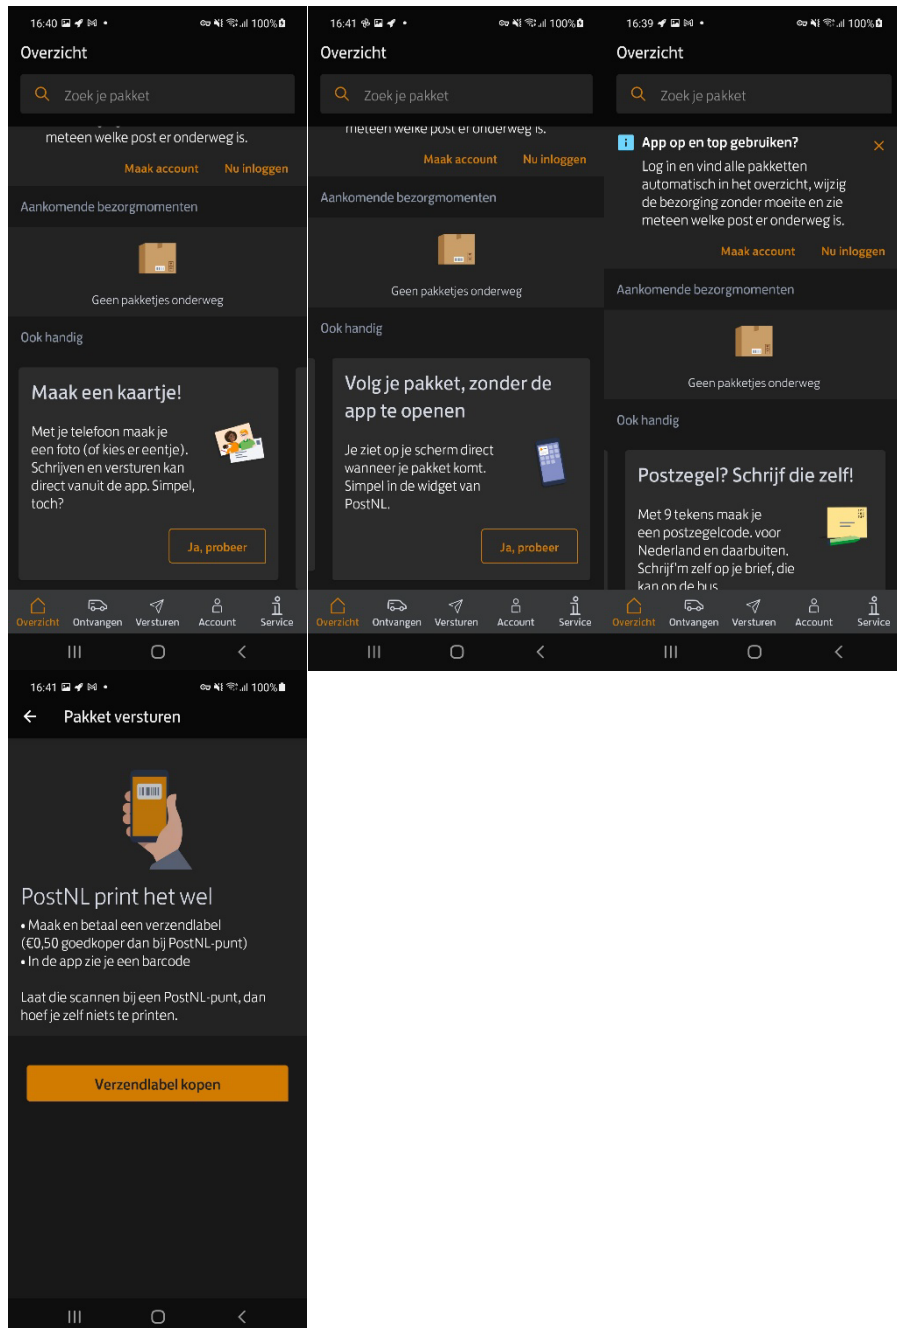 16:40
100%
Overzicht
Zoek je pakket
meteen welke post er onderweg is.
Maak account Nu inloggen
Aankomende bezorgmomenten
Geen pakketjes onderweg
Ook handig
Maak een kaartje!
Met je telefoon maak je
een foto (of kies er eentje).
Schrijven en versturen kan
direct vanuit de app. Simpel,
toch?
Ja, probeer
Overzicht Ontvangen Versturen Account Service
16:41
100%
Overzicht
Zoek je pakket
meteen welke post er onderweg is.
Maak account Nu inloggen
Aankomende bezorgmomenten
Geen pakketjes onderweg
Ook handig
Volg je pakket, zonder de
app te openen
Je ziet op je scherm direct
wanneer je pakket komt.
Simpel in de widget van
PostNL.
Ja, probeer
Overzicht Ontvangen Versturen Account Service
16:39
100%
Overzicht
Zoek je pakket
App op en top gebruiken?
Log in en vind alle pakketten
automatisch in het overzicht, wijzig
de bezorging zonder moeite en zie
meteen welke post er onderweg is.
Maak account Nu inloggen
Aankomende bezorgmomenten
Geen pakketjes onderweg
Ook handig
Postzegel? Schrijf die zelf!
Met 9 tekens maak je
een postzegelcode. voor
Nederland en daarbuiten.
Schrijf'm zelf op je brief, die
kan op de bus.
Overzicht Ontvangen Versturen Account Service
16:41
100%
Pakket versturen
PostNL print het wel
• Maak en betaal een verzendlabel
(€0,50 goedkoper dan bij PostNL-punt)
• In de app zie je een barcode
Laat die scannen bij een PostNL-punt, dan
hoef je zelf niets te printen.
Verzendlabel kopen